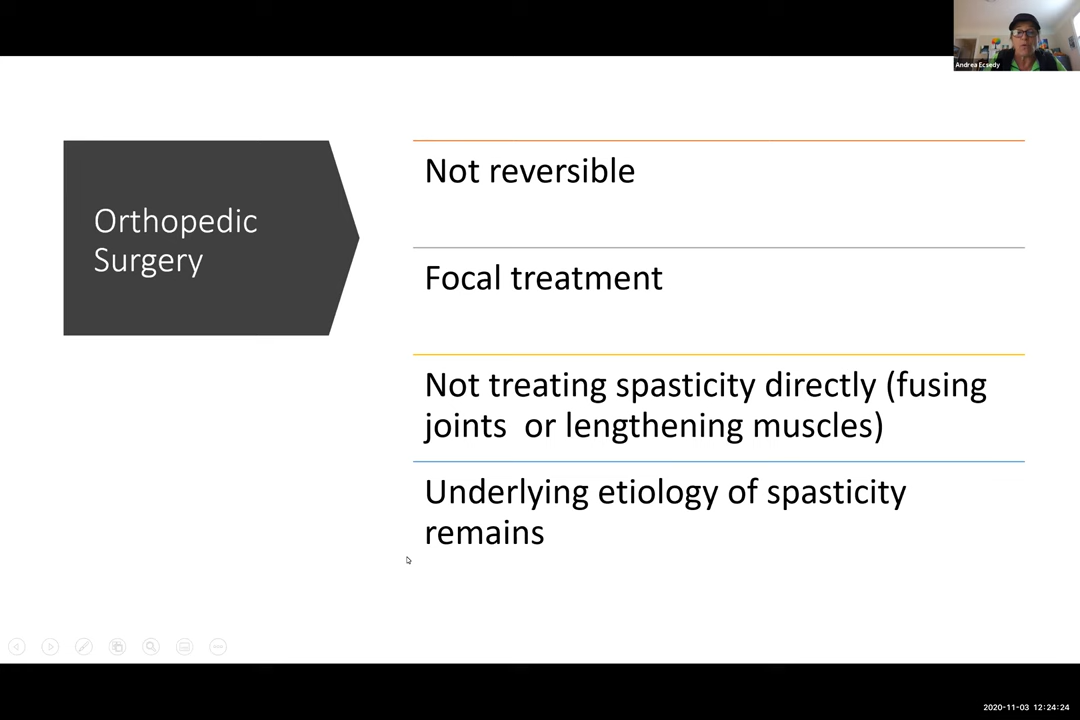 Andrea Ecsedy
Orthopedic
Surgery
Not reversible
Focal treatment
Not treating spasticity directly (fusing
joints  or lengthening muscles)
Underlying etiology of spasticity
remains
2020-11-03 12:24:24